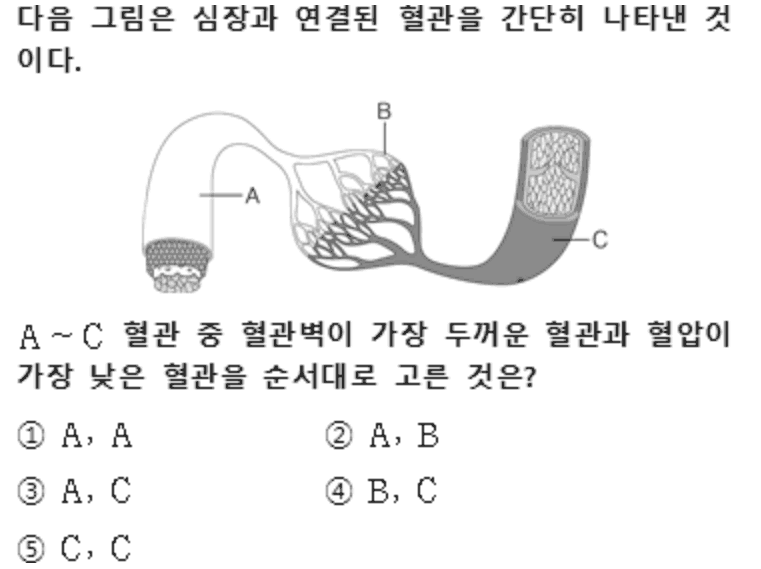 다음 그림은 심장과 연결된 혈관을 간단히 나타낸 것
이다.
B
A
C
A ~ C 혈관 중 혈관벽이 가장 두꺼운 혈관과 혈압이
가장 낮은 혈관을 순서대로 고른 것은?
① A, A ② A, B
③ A, C ④ B, C
⑤ C, C